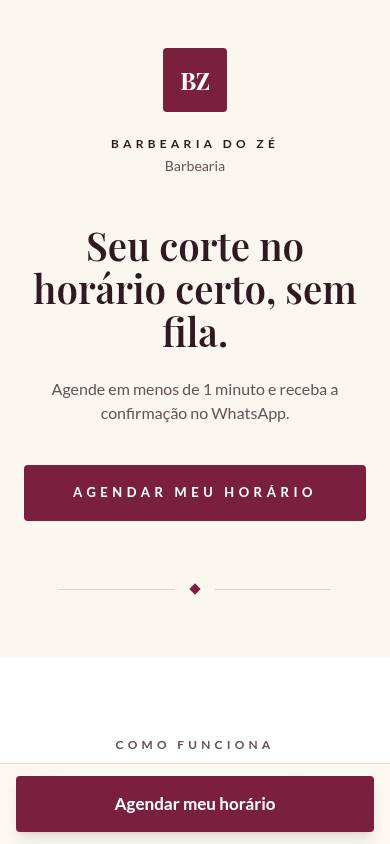 BZ
BARBEARIA DO ZÉ
Barbearia
Seu corte no
horário certo, sem
fila.
Agende em menos de 1 minuto e receba a
confirmação no WhatsApp.
AGENDAR MEU HORÁRIO
COMO FUNCIONA
Agendar meu horário